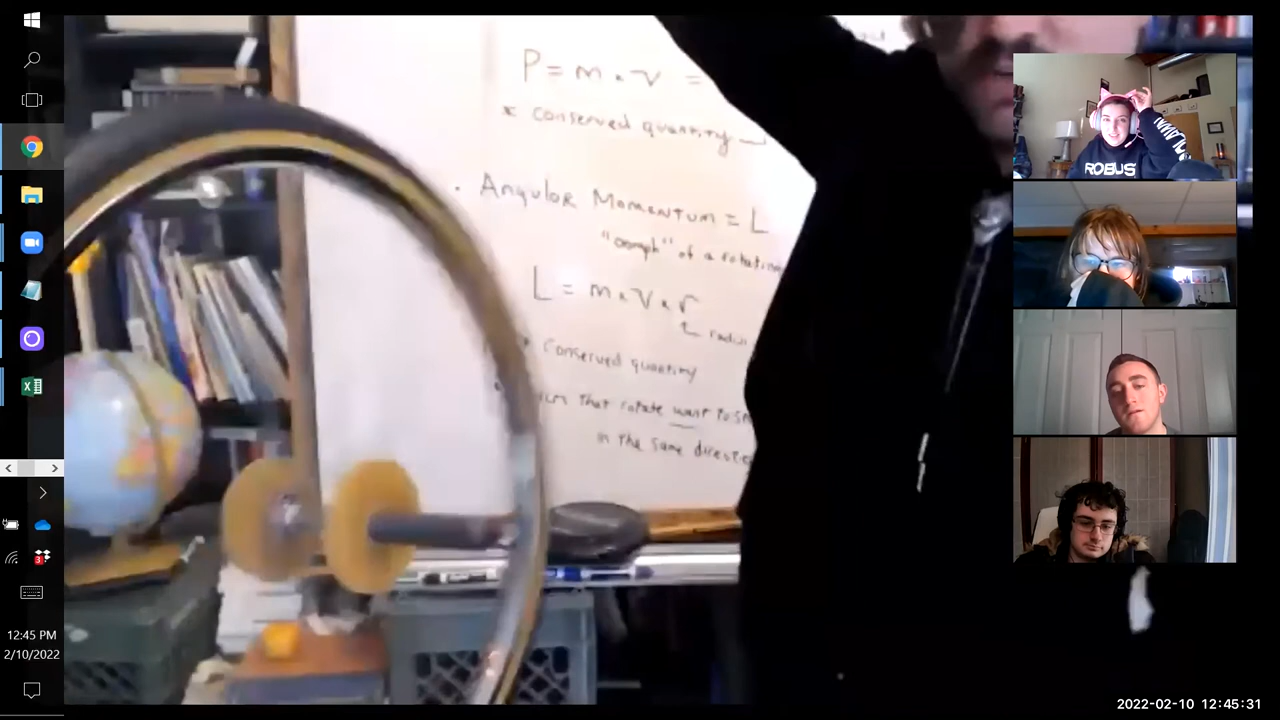 P = m · v =
* conserved quantity
· Angular Momentum = L
"oomph" of a rotating
L = m · v · r
radius
* Conserved quantity
that rotate want to
in the same direction
ROBUS
3
12:45 PM
2/10/2022
2022-02-10 12:45:31